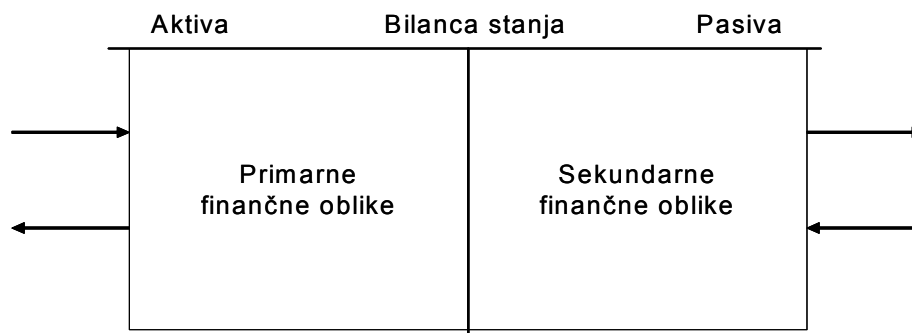 Aktiva Bilanca stanja Pasiva
Primarne
finančne oblike
Sekundarne
finančne oblike